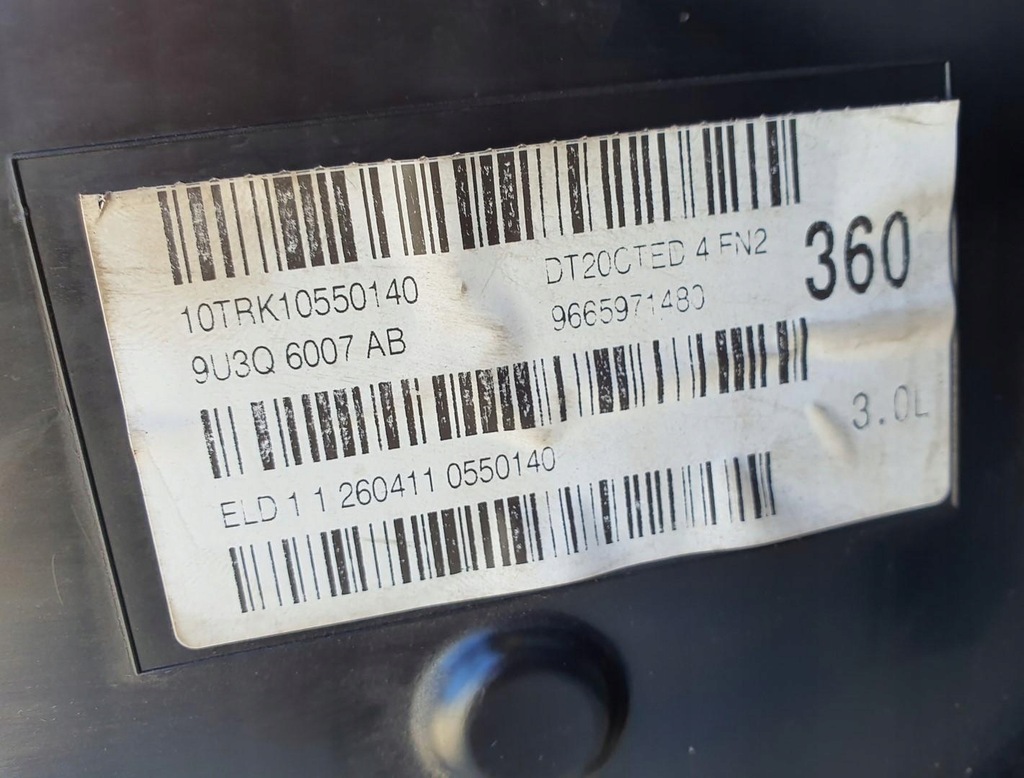 10TRK10550140
DT20CTED 4 FN2
360
9U3Q 6007 AB
9665971480
3.0L
ELD 1 1 260411 0550140